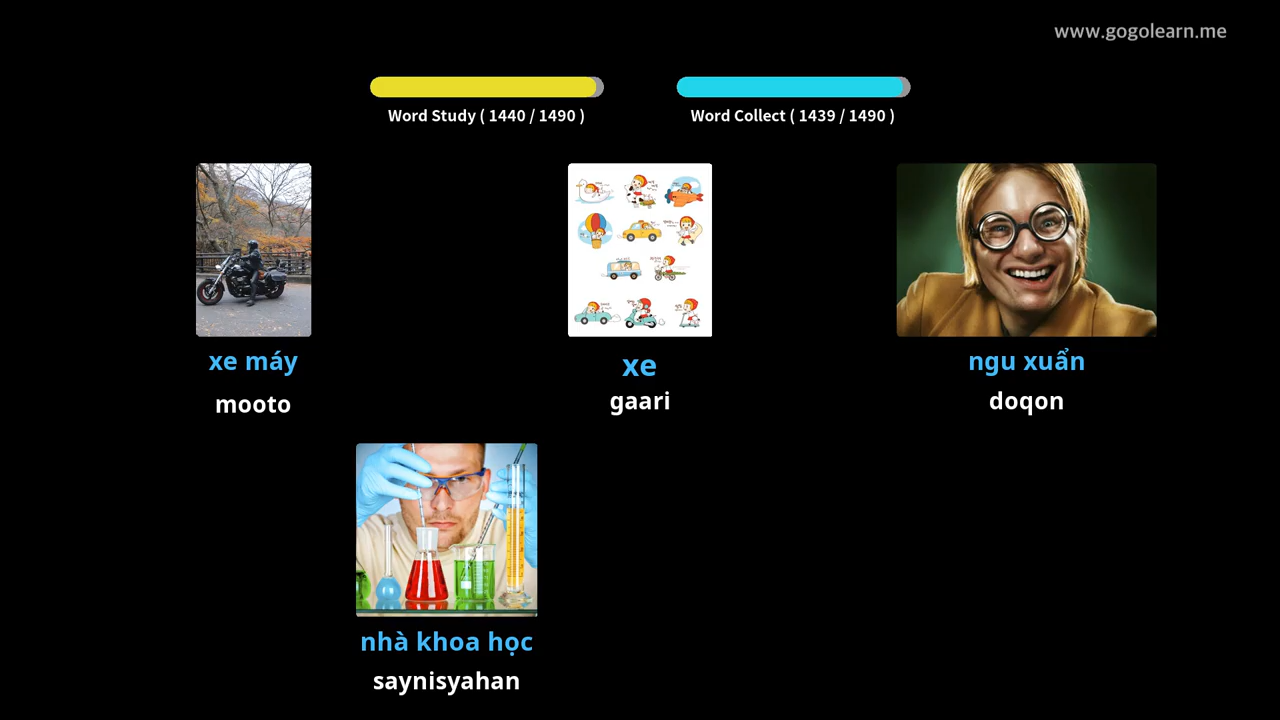 www.gogolearn.me
Word Study ( 1440 / 1490 )
Word Collect ( 1439 / 1490 )
xe máy
mooto
xe
gaari
ngu xuẩn
doqon
nhà khoa học
saynisyahan